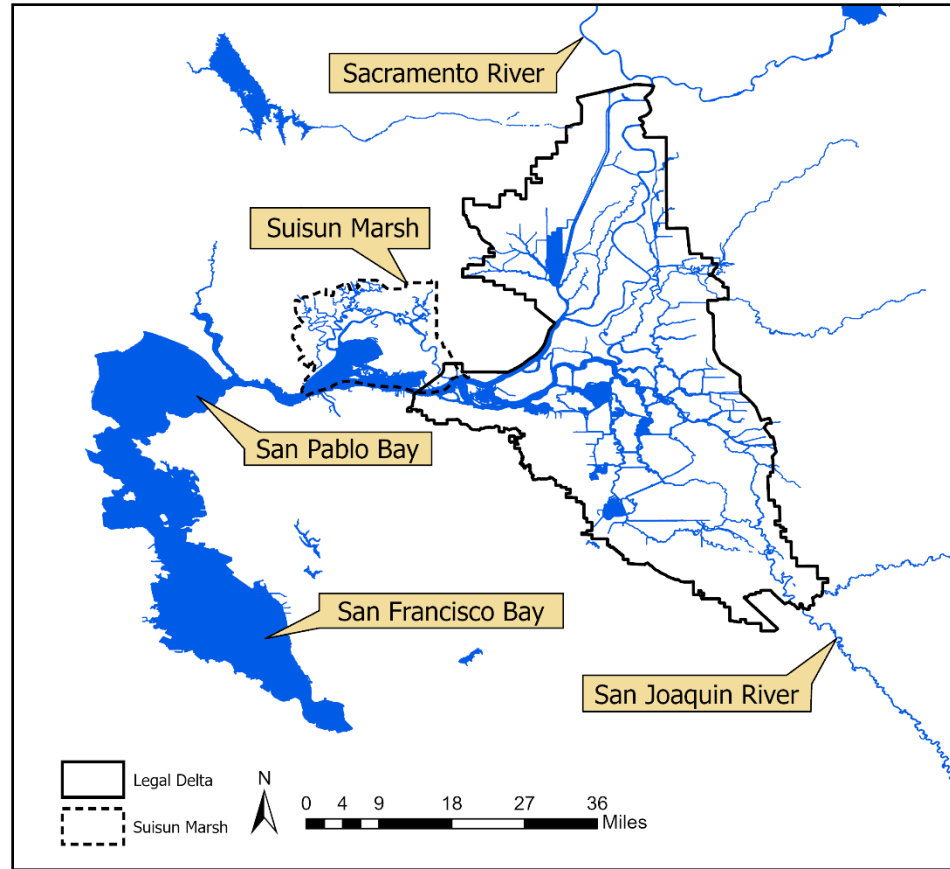 Sacramento River
Suisun Marsh
San Pablo Bay
San Francisco Bay
San Joaquin River
Legal Delta
Suisun Marsh
N
0 4 9 18 27 36
Miles